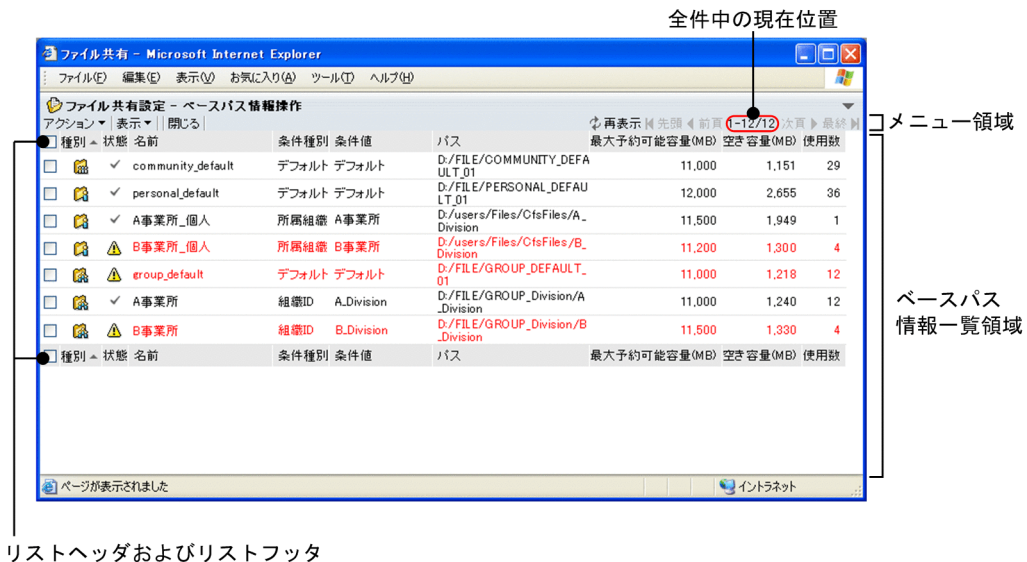 全件中の現在位置
ファイル共有 - Microsoft Internet Explorer
ファイル(F) 編集(E) 表示(V) お気に入り(A) ツール(T) ヘルプ(H)
ファイル共有設定 - ベースパス情報操作
アクション 表示 閉じる 再表示 先頭 前頁 1-12/12 次頁 最終
メニュー領域
種別 状態 名前 条件種別 条件値 パス 最大予約可能容量(MB) 空き容量(MB) 使用数
community_default デフォルト デフォルト D:/FILE/COMMUNITY_DEFA 11,000 1,151 29
ULT_01
personal_default デフォルト デフォルト D:/FILE/PERSONAL_DEFAU 12,000 2,655 36
LT_01
A事業所_個人 所属組織 A事業所 D:/users/Files/CfsFiles/A_ 11,500 1,949 1
Division
B事業所_個人 所属組織 B事業所 D:/users/Files/CfsFiles/B_ 11,200 1,300 4
Division
group_default デフォルト デフォルト D:/FILE/GROUP_DEFAULT_ 11,000 1,218 12
01
A事業所 組織ID A_Division D:/FILE/GROUP_Division/A 11,000 1,240 12
_Division
B事業所 組織ID B_Division D:/FILE/GROUP_Division/B 11,500 1,330 4
_Division
ベースパス
情報一覧領域
種別 状態 名前 条件種別 条件値 パス 最大予約可能容量(MB) 空き容量(MB) 使用数
ページが表示されました イントラネット
リストヘッダおよびリストフッタ